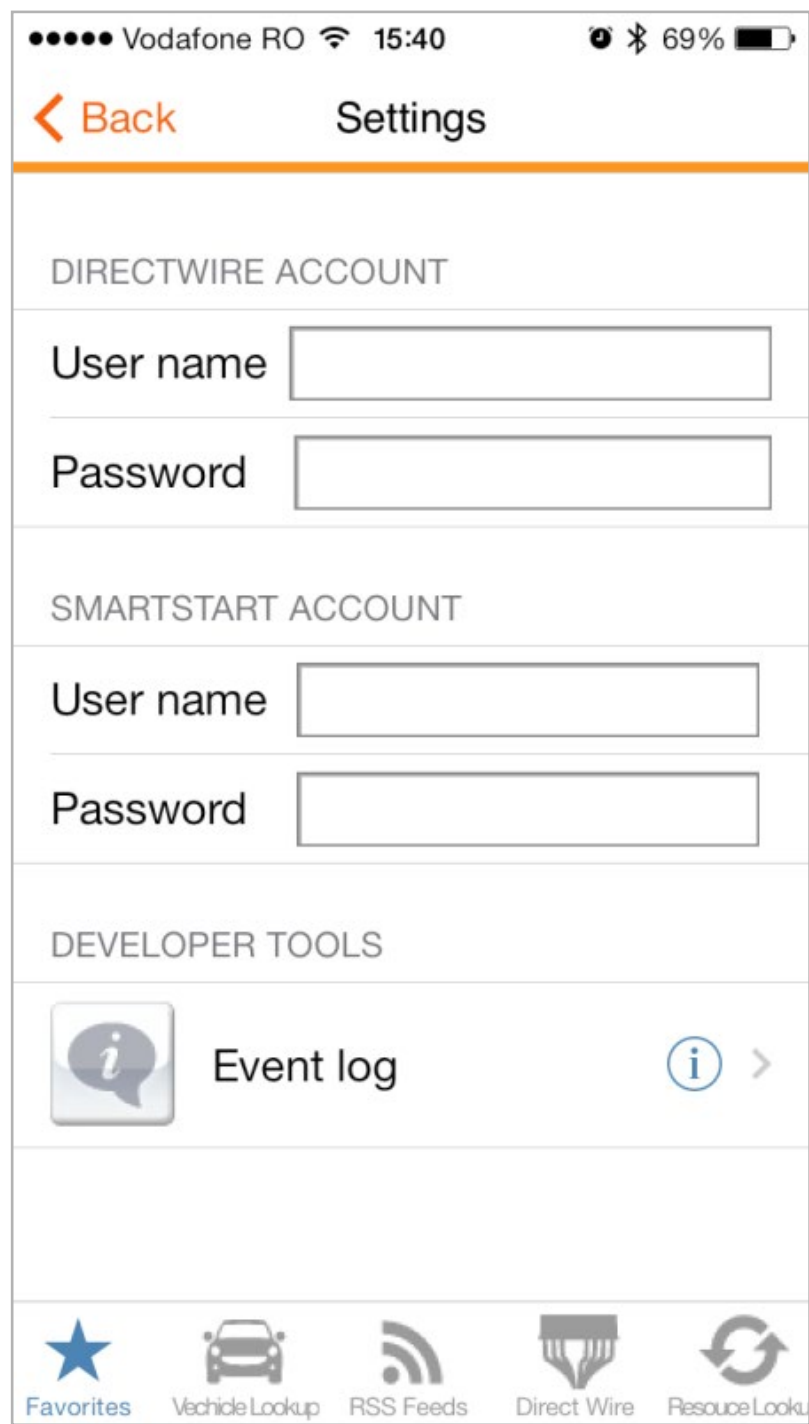 Vodafone RO 15:40 69%
Back Settings
DIRECTWIRE ACCOUNT
User name
Password
SMARTSTART ACCOUNT
User name
Password
DEVELOPER TOOLS
i Event log i
Favorites Vechicle Lookup RSS Feeds Direct Wire Resouce Looku